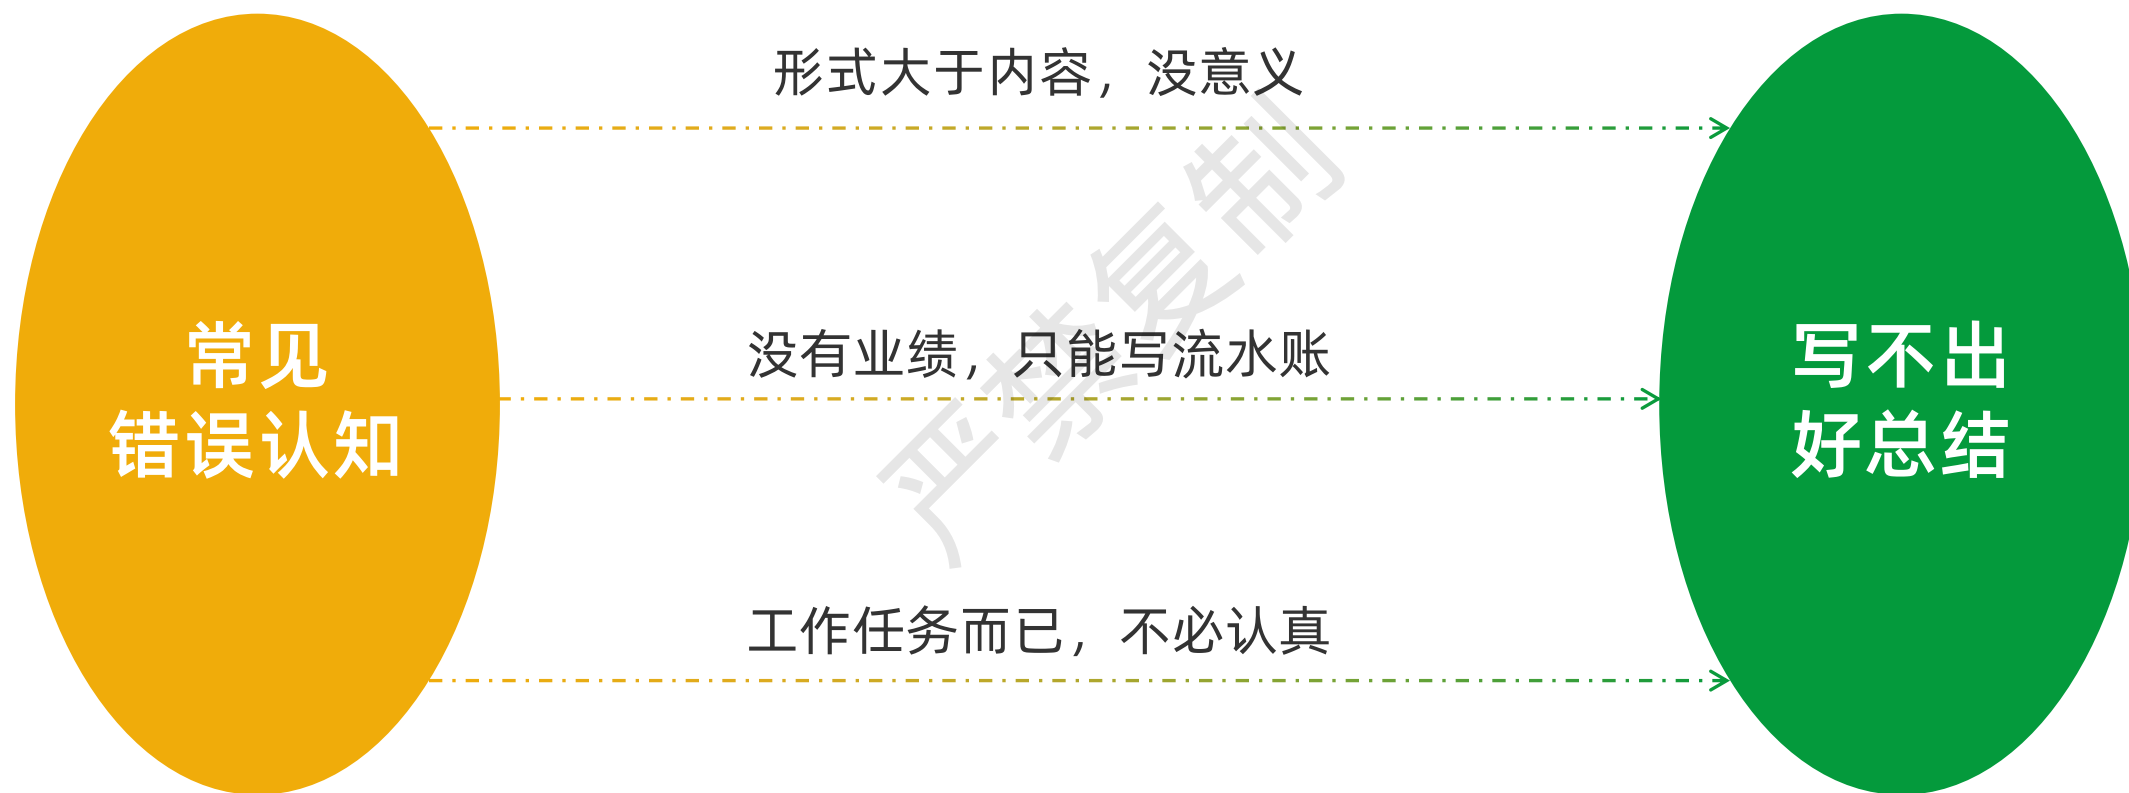 形式大于内容，没意义
常见
错误认知
没有业绩，只能写流水账
写不出
好总结
工作任务而已，不必认真
严禁复制